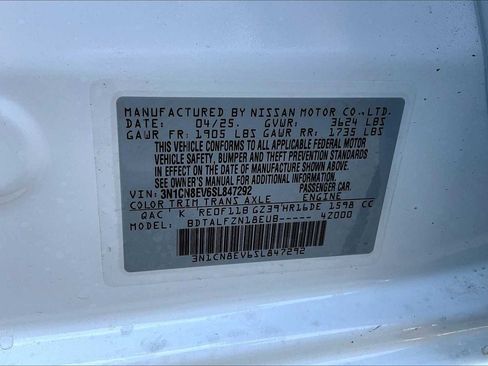 MANUFACTURED BY NISSAN MOTOR CO.,LTD.
DATE: 04/25. GVWR: 3624 LBS
GAWR FR: 1905 LBS GAWR RR: 1735 LBS
THIS VEHICLE CONFORMS TO ALL APPLICABLE FEDERAL MOTOR
VEHICLE SAFETY, BUMPER AND THEFT PREVENTION STANDARDS
IN EFFECT ON THE DATE OF MANUFACTURE SHOWN ABOVE.
SEE OWNER'S MANUAL FOR ADDITIONAL INFORMATION
VIN: 3N1CN8EV6SL847292 PASSENGER CAR.
COLOR TRIM TRANS AXLE ENGINE
QAC K RE0F11B GZ39 HR16DE 1598 CC
MODEL: BDTALFZN18EUB----- 42000
3N1CN8EV6SL847292